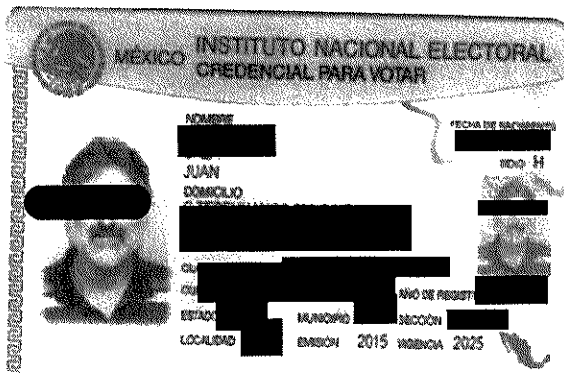 MÉXICO INSTITUTO NACIONAL ELECTORAL
CREDENCIAL PARA VOTAR
NOMBRE
JUAN
FECHA DE NACIMIENTO
SEXO H
DOMICILIO
AÑO DE REGISTRO
ESTADO MUNICIPIO SECCIÓN
LOCALIDAD EMISIÓN 2015 VIGENCIA 2025